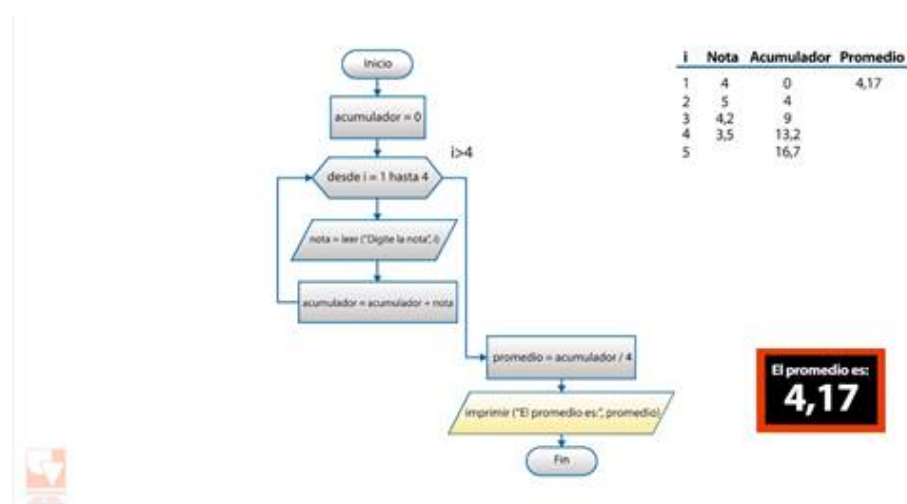 Inicio
acumulador = 0
i>4
desde i = 1 hasta 4
nota = leer ("Digite la nota", i)
acumulador = acumulador + nota
promedio = acumulador / 4
imprimir ("El promedio es:", promedio)
Fin
i Nota Acumulador Promedio
1 4 0 4,17
2 5 4
3 4,2 9
4 3,5 13,2
5 16,7
El promedio es:
4,17